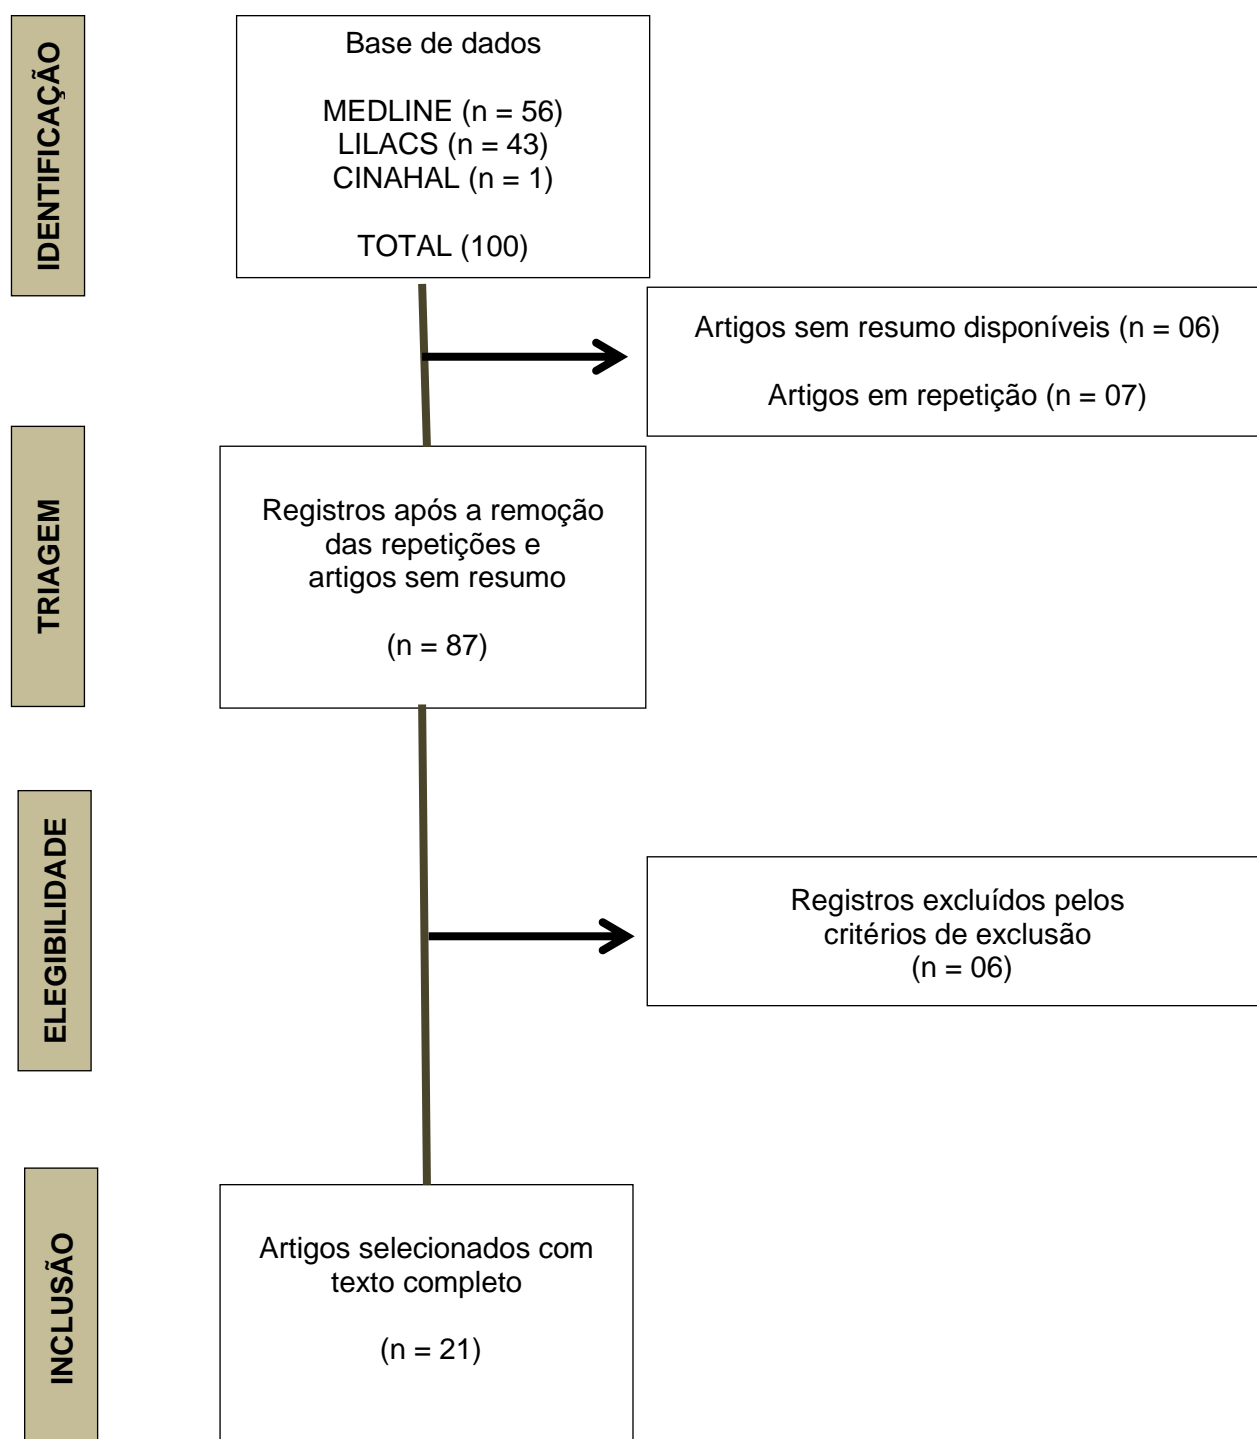 IDENTIFICAÇÃO
Base de dados
MEDLINE (n = 56)
LILACS (n = 43)
CINAHAL (n = 1)
TOTAL (100)
Artigos sem resumo disponíveis (n = 06)
Artigos em repetição (n = 07)
TRIAGEM
Registros após a remoção
das repetições e
artigos sem resumo
(n = 87)
ELEGIBILIDADE
Registros excluídos pelos
critérios de exclusão
(n = 06)
INCLUSÃO
Artigos selecionados com
texto completo
(n = 21)